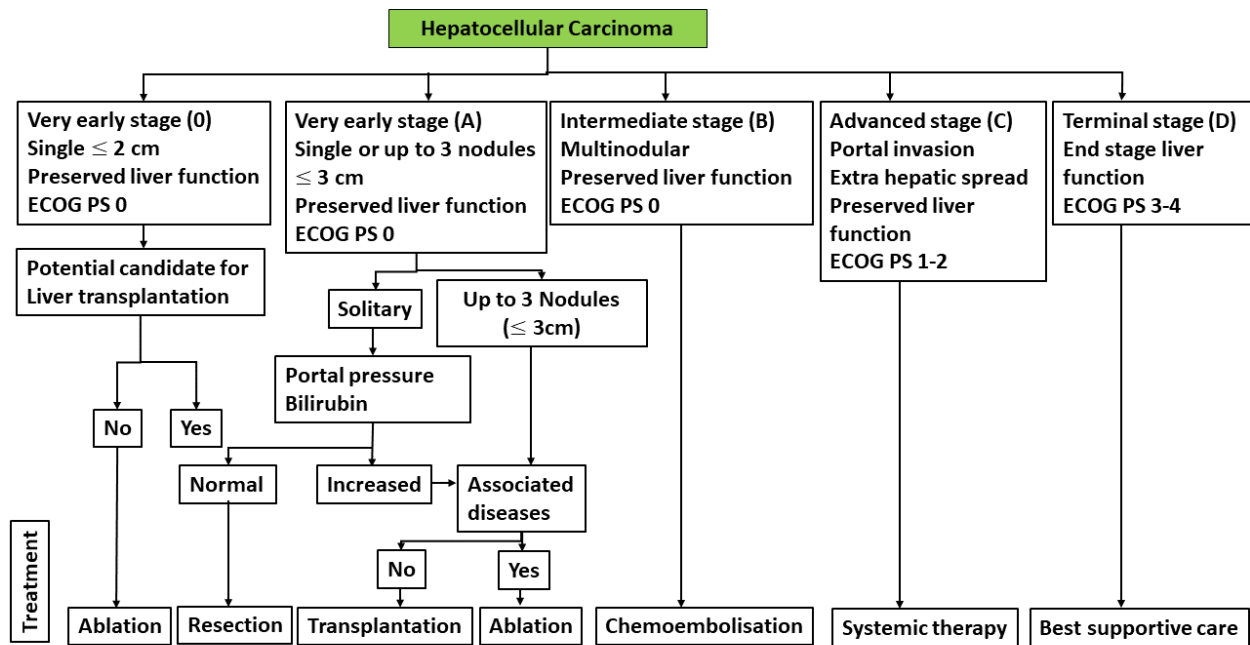 Hepatocellular Carcinoma
Very early stage (0)
Single ≤ 2 cm
Preserved liver function
ECOG PS 0
Very early stage (A)
Single or up to 3 nodules
≤ 3 cm
Preserved liver function
ECOG PS 0
Intermediate stage (B)
Multinodular
Preserved liver function
ECOG PS 0
Advanced stage (C)
Portal invasion
Extra hepatic spread
Preserved liver
function
ECOG PS 1-2
Terminal stage (D)
End stage liver
function
ECOG PS 3-4
Potential candidate for
Liver transplantation
Solitary
Up to 3 Nodules
(≤ 3cm)
Portal pressure
Bilirubin
No
Yes
Normal
Increased
Associated
diseases
No
Yes
Treatment
Ablation
Resection
Transplantation
Ablation
Chemoembolisation
Systemic therapy
Best supportive care